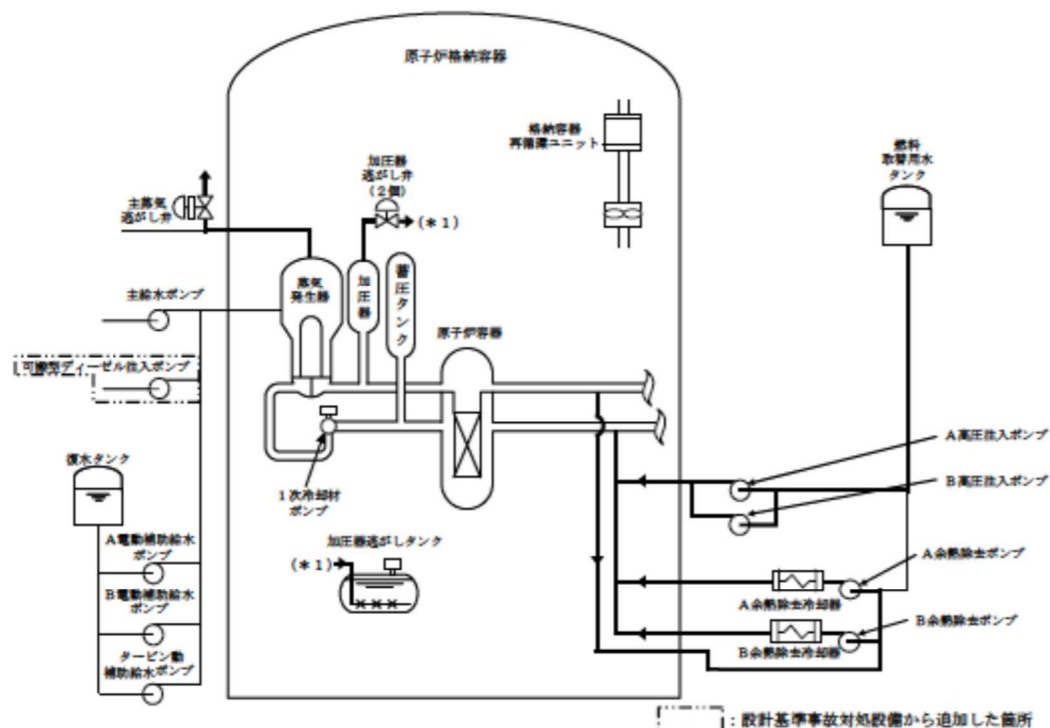 原子炉格納容器
格納容器
再循環ユニット
燃料
取替用水
タンク
加圧器
逃がし弁
(2個)
(*1)
主蒸気
逃がし弁
蒸気
発生器
加圧器
蓄圧タンク
主給水ポンプ
原子炉容器
可搬型ディーゼル注入ポンプ
A高圧注入ポンプ
B高圧注入ポンプ
復水タンク
1次冷却材
ポンプ
A電動補助給水
ポンプ
B電動補助給水
ポンプ
タービン動
補助給水ポンプ
加圧器逃がしタンク
(*1)
A余熱除去ポンプ
A余熱除去冷却器
B余熱除去ポンプ
B余熱除去冷却器
:設計基準事故対処設備から追加した箇所